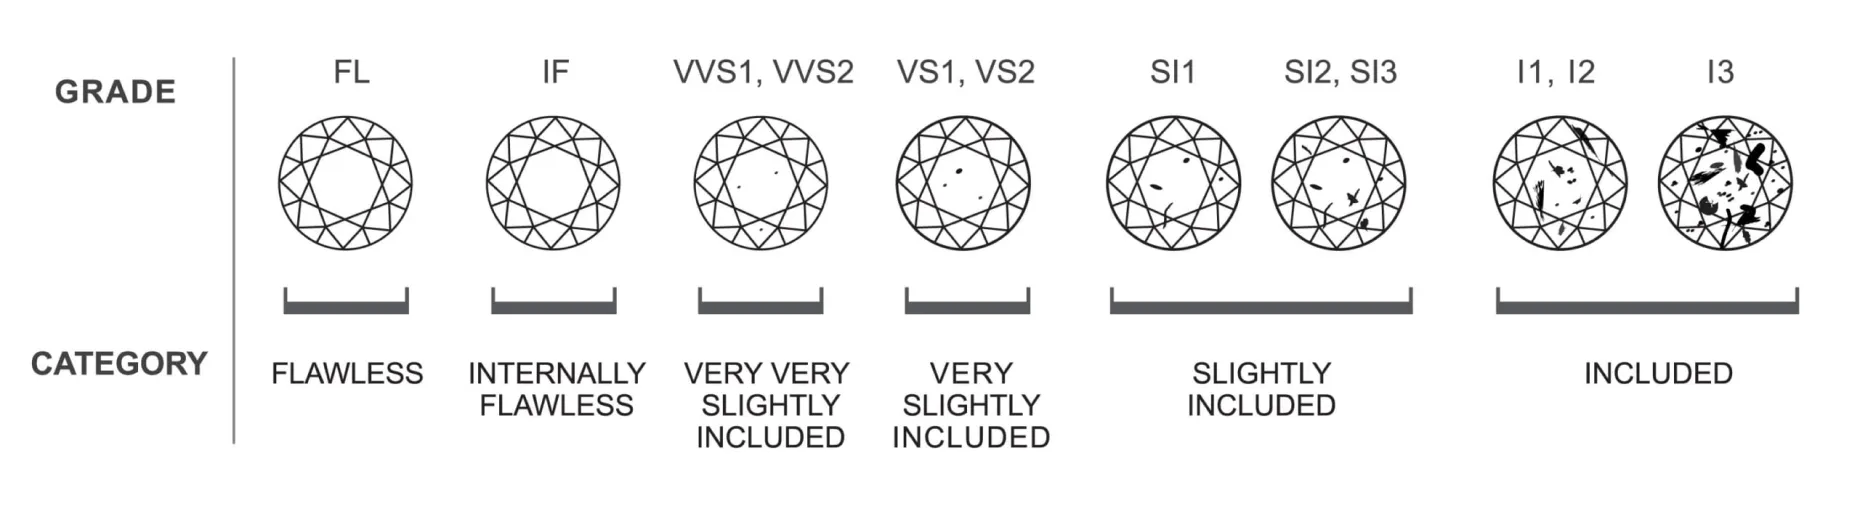 GRADE
FL
IF
VVS1, VVS2
VS1, VS2
SI1
SI2, SI3
I1, I2
I3
CATEGORY
FLAWLESS
INTERNALLY
FLAWLESS
VERY VERY
SLIGHTLY
INCLUDED
VERY
SLIGHTLY
INCLUDED
SLIGHTLY
INCLUDED
INCLUDED